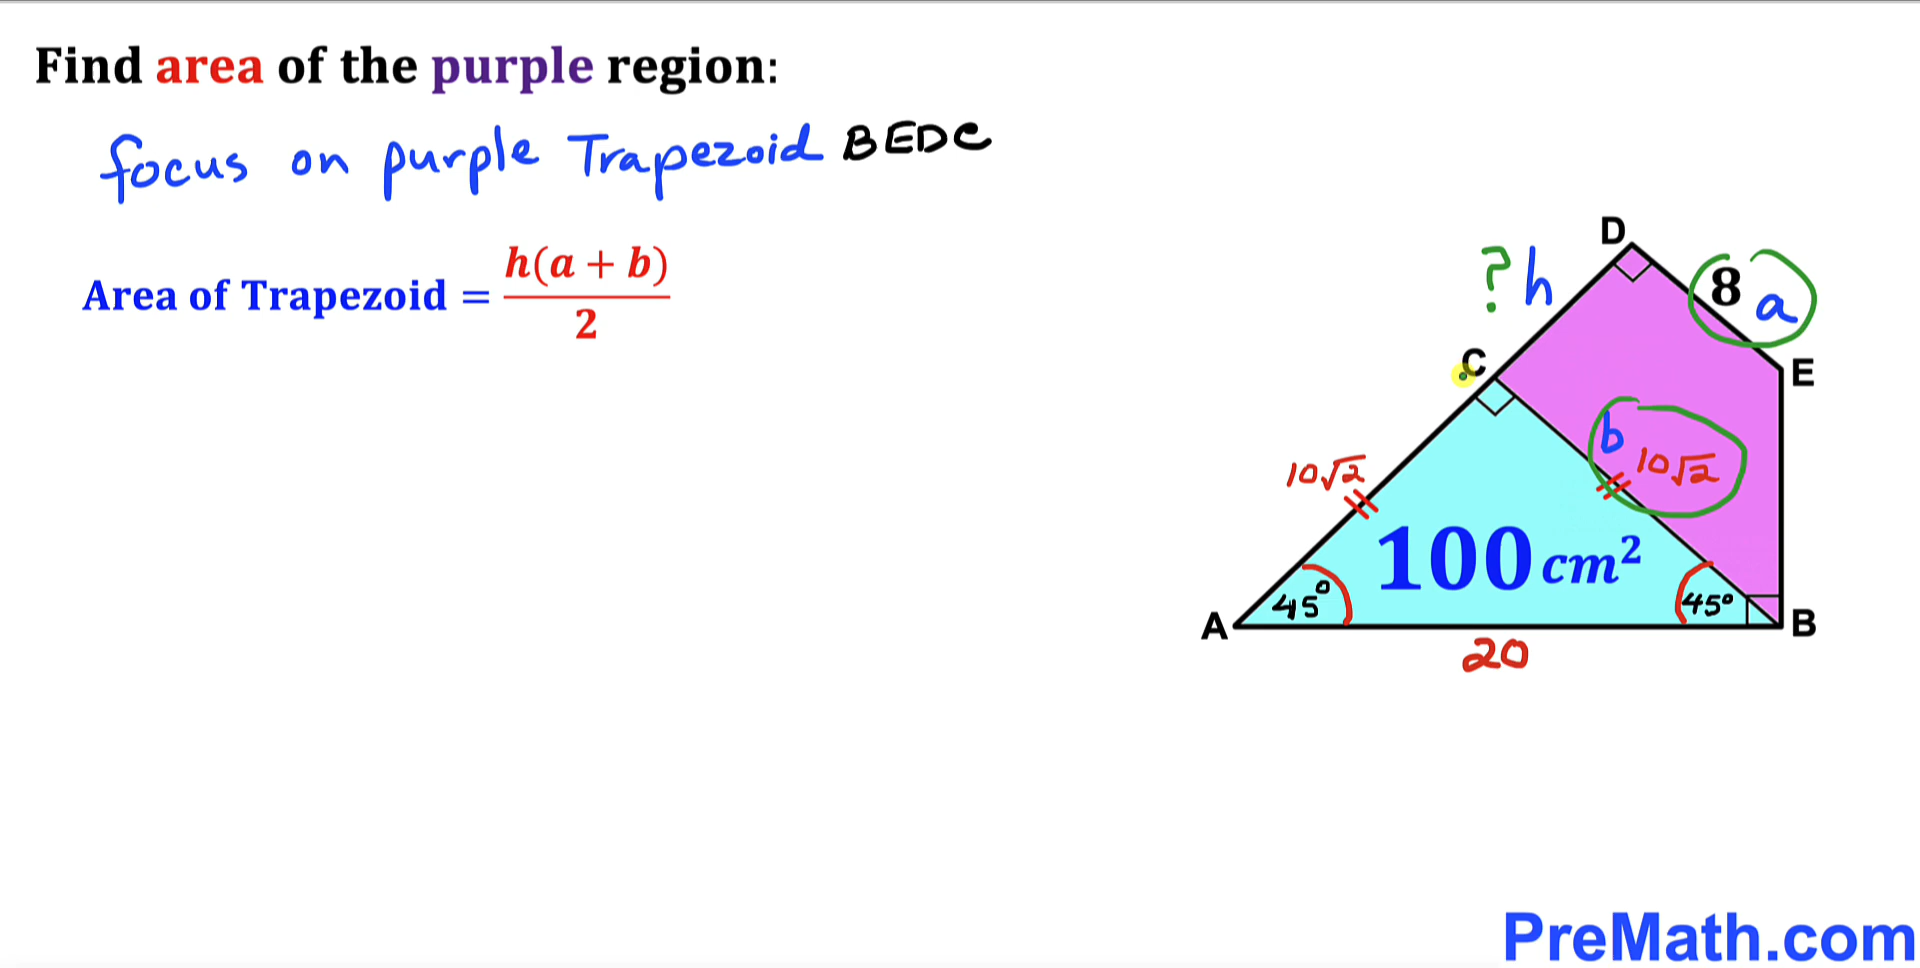 Find area of the purple region:
focus on purple Trapezoid BEDC
Area of Trapezoid = h(a + b)
2
D
? h
8 a
C
E
b
10√2
10√2
100 cm²
45°
45°
A
B
20
PreMath.com